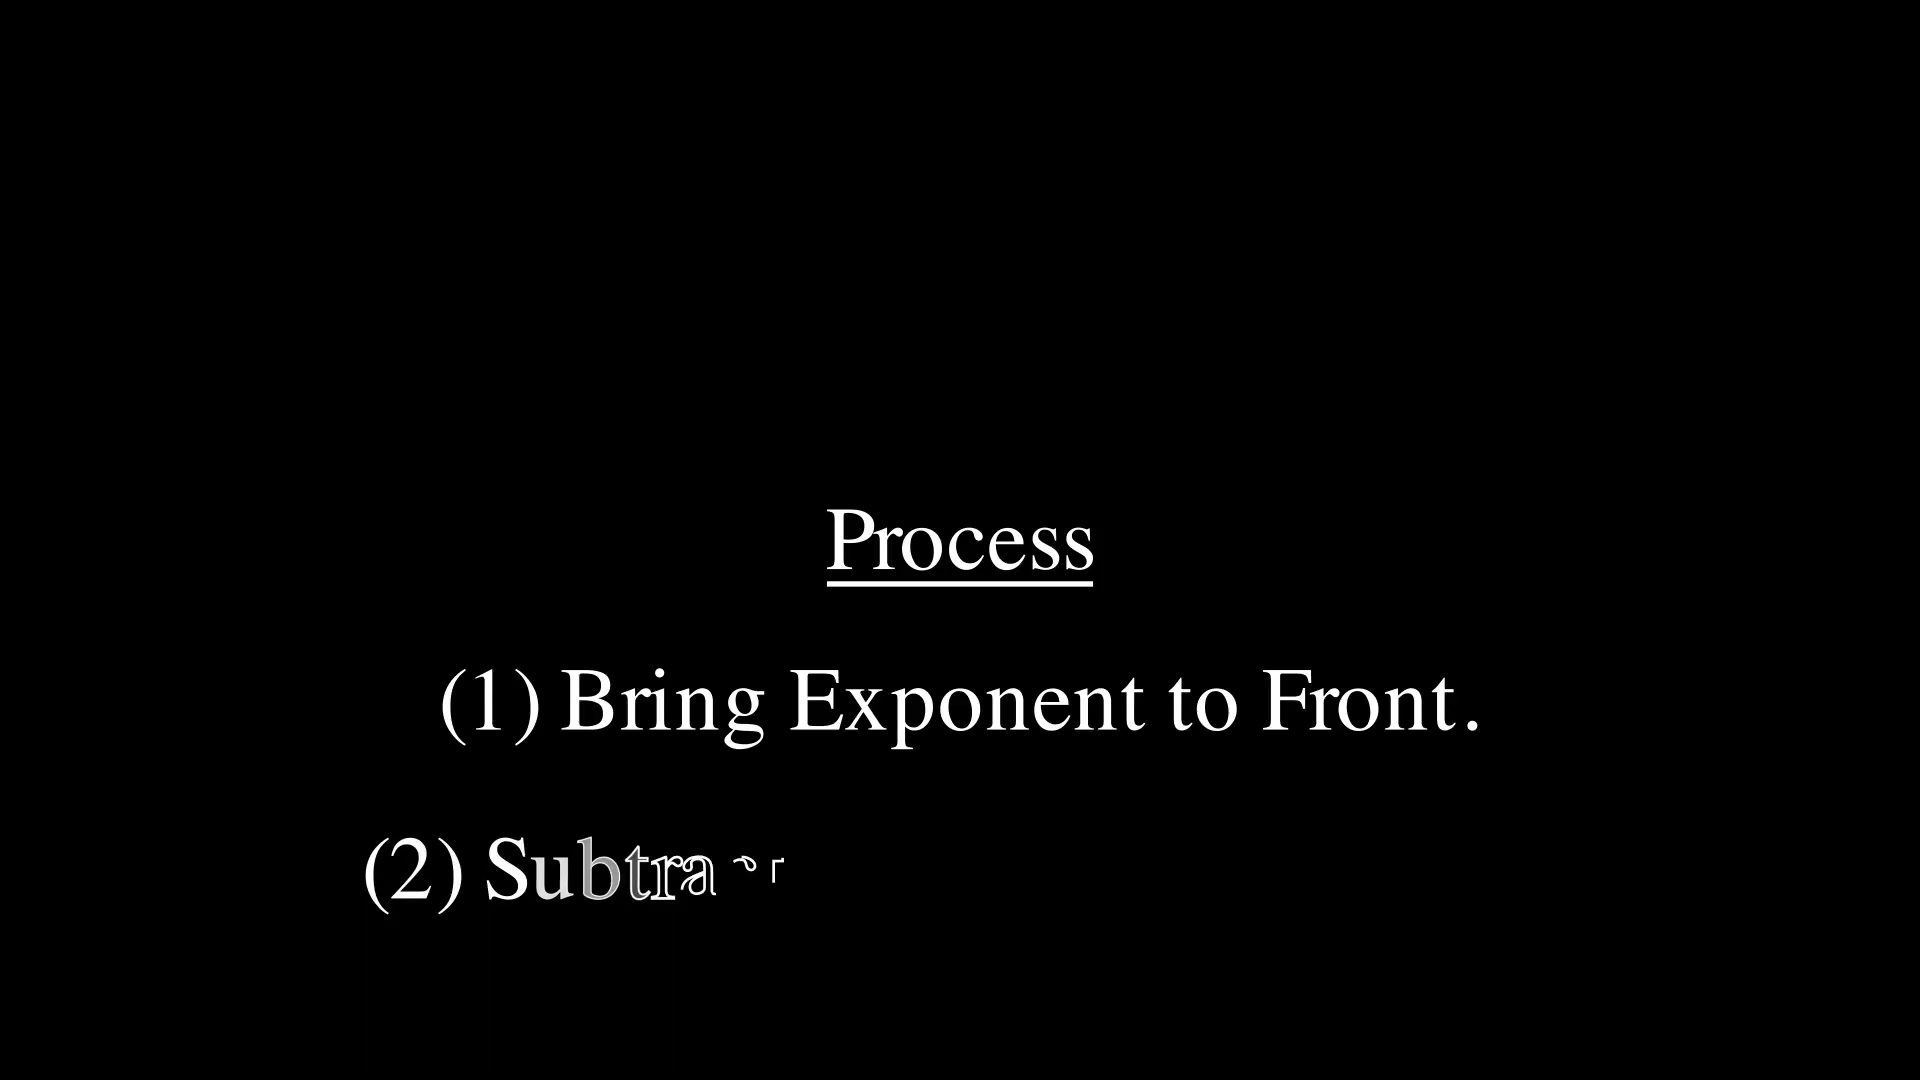 Process
(1) Bring Exponent to Front.
(2) Subtra